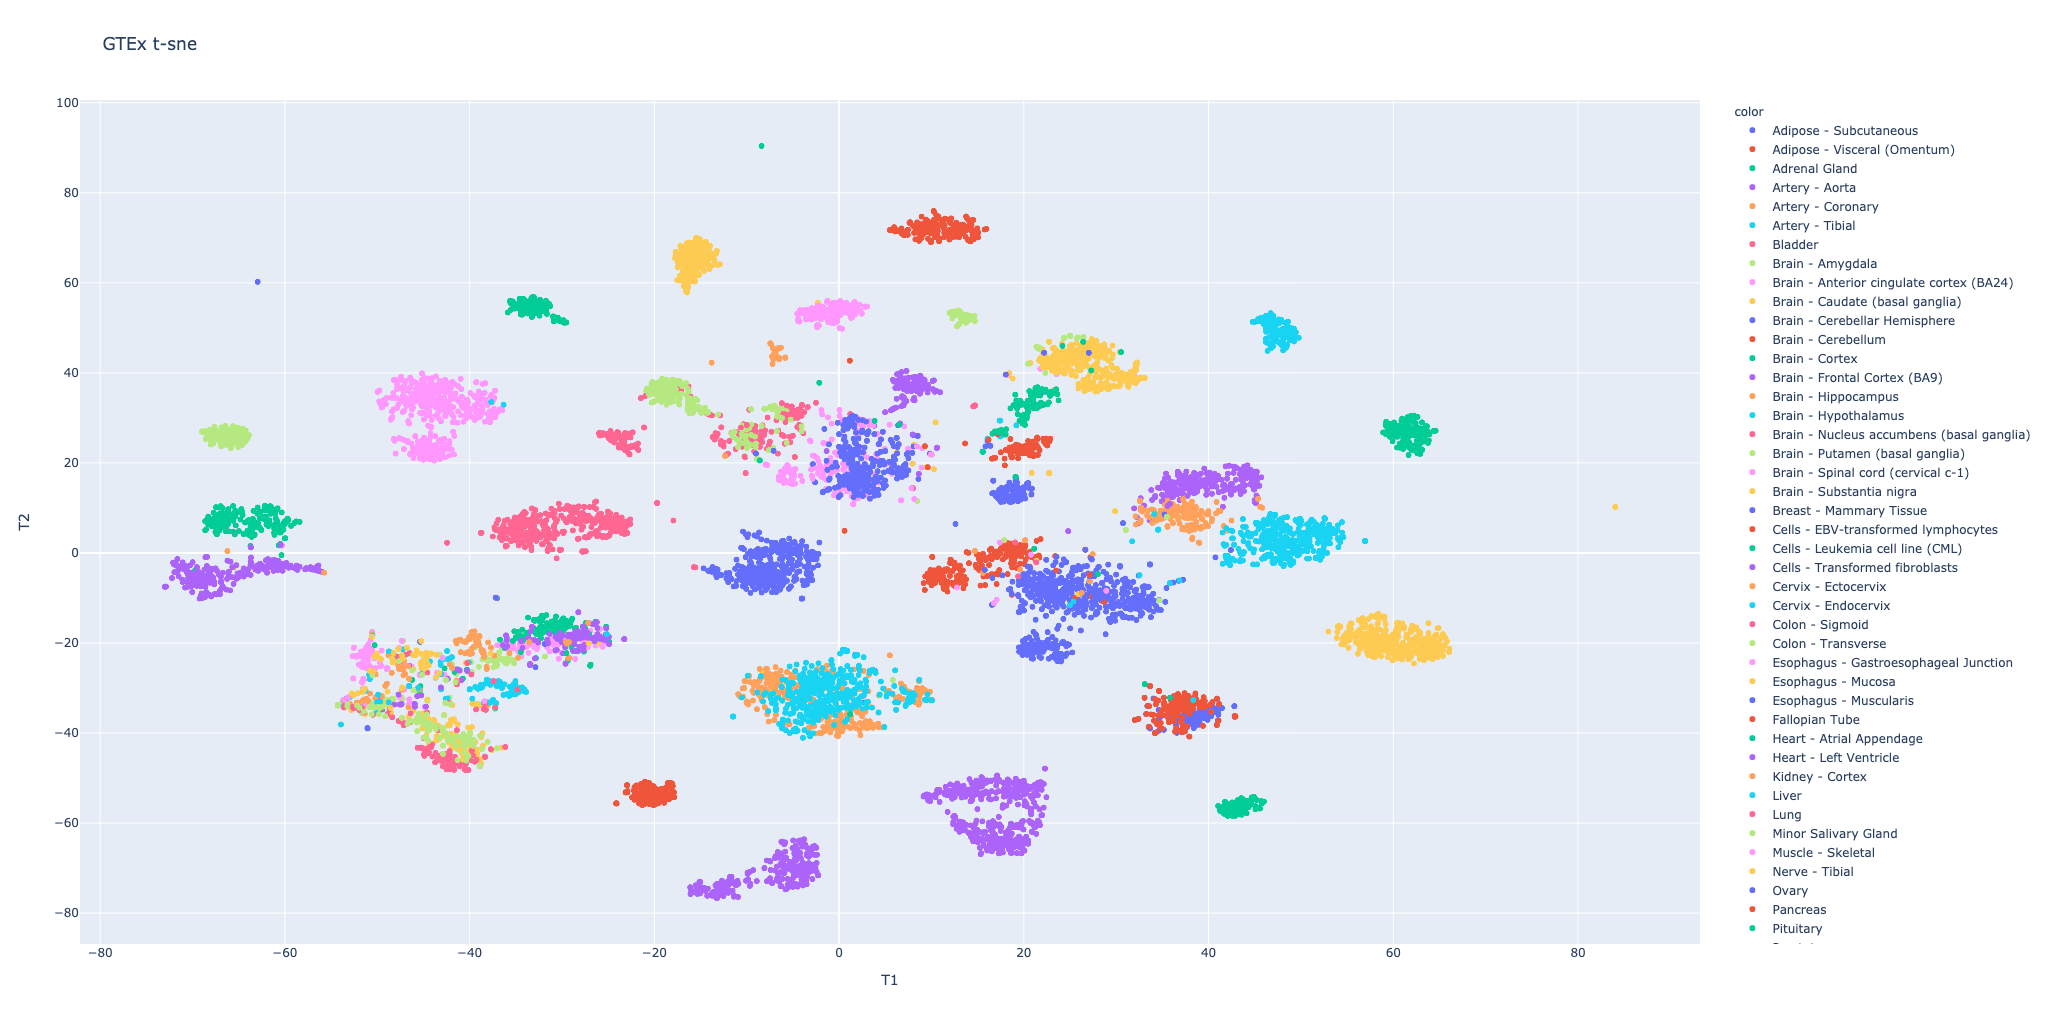 GTEx t-sne
100
80
60
40
20
0
−20
−40
−60
−80
T2
−80
−60
−40
−20
0
20
40
60
80
T1
color
Adipose - Subcutaneous
Adipose - Visceral (Omentum)
Adrenal Gland
Artery - Aorta
Artery - Coronary
Artery - Tibial
Bladder
Brain - Amygdala
Brain - Anterior cingulate cortex (BA24)
Brain - Caudate (basal ganglia)
Brain - Cerebellar Hemisphere
Brain - Cerebellum
Brain - Cortex
Brain - Frontal Cortex (BA9)
Brain - Hippocampus
Brain - Hypothalamus
Brain - Nucleus accumbens (basal ganglia)
Brain - Putamen (basal ganglia)
Brain - Spinal cord (cervical c-1)
Brain - Substantia nigra
Breast - Mammary Tissue
Cells - EBV-transformed lymphocytes
Cells - Leukemia cell line (CML)
Cells - Transformed fibroblasts
Cervix - Ectocervix
Cervix - Endocervix
Colon - Sigmoid
Colon - Transverse
Esophagus - Gastroesophageal Junction
Esophagus - Mucosa
Esophagus - Muscularis
Fallopian Tube
Heart - Atrial Appendage
Heart - Left Ventricle
Kidney - Cortex
Liver
Lung
Minor Salivary Gland
Muscle - Skeletal
Nerve - Tibial
Ovary
Pancreas
Pituitary